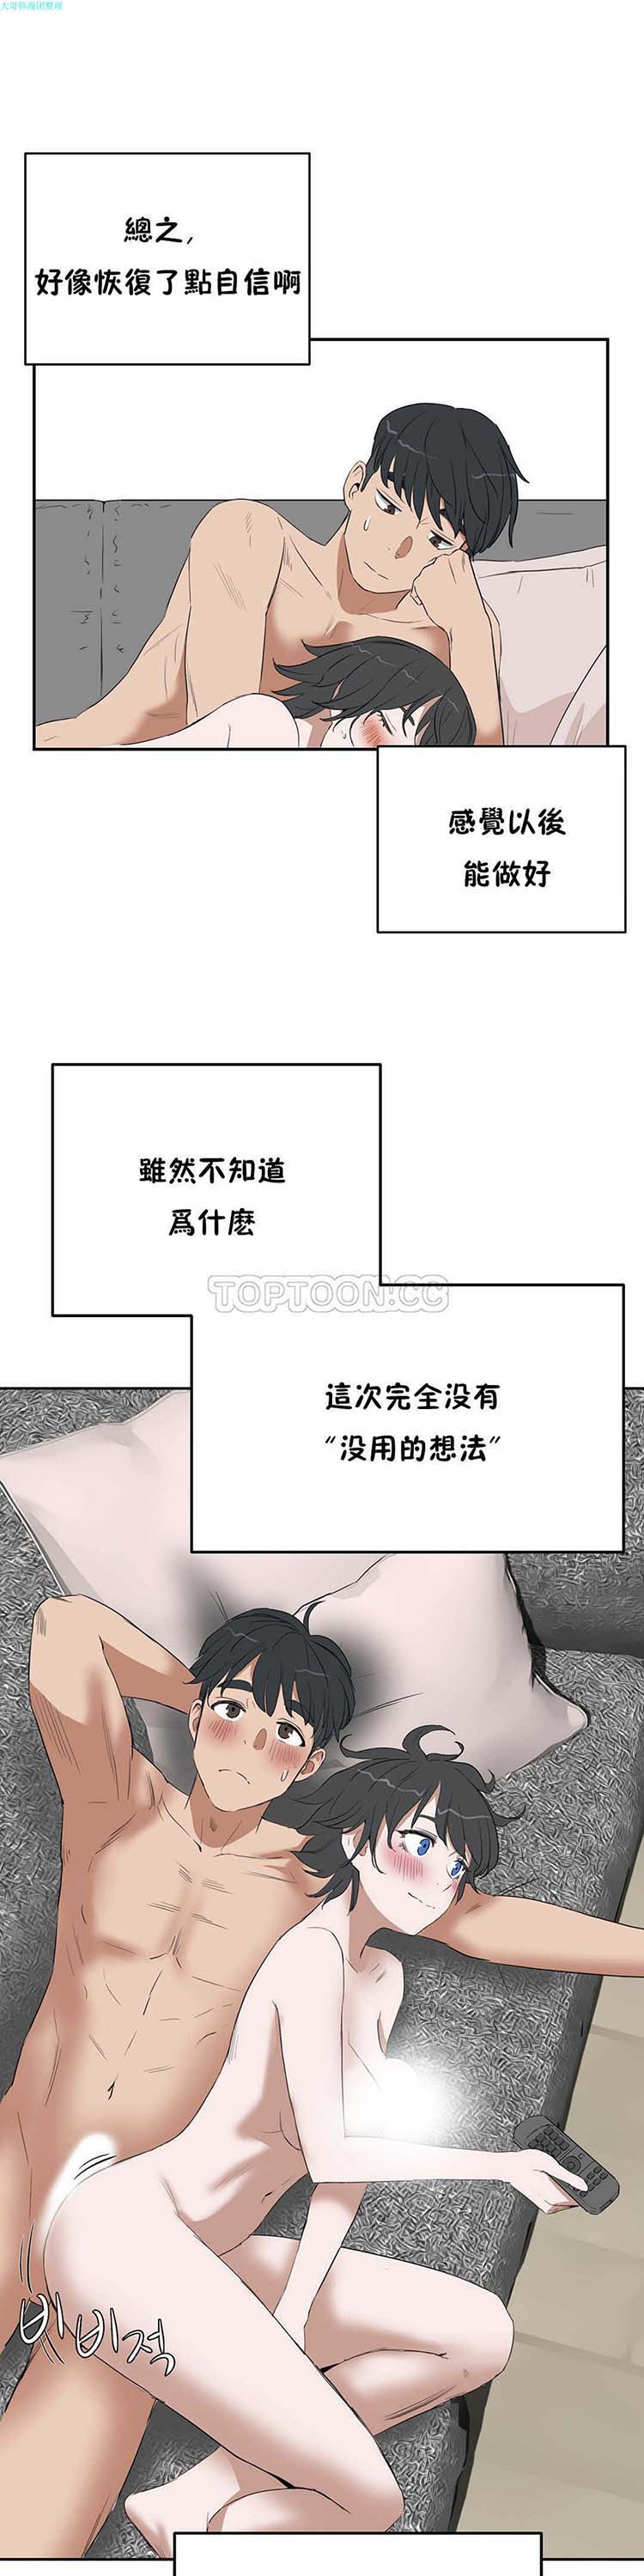 大哥韩漫团整理
總之,
好像恢復了點自信啊
感覺以後
能做好
雖然不知道
爲什麽
TOPTOON.CC
這次完全没有
“没用的想法”
비비적